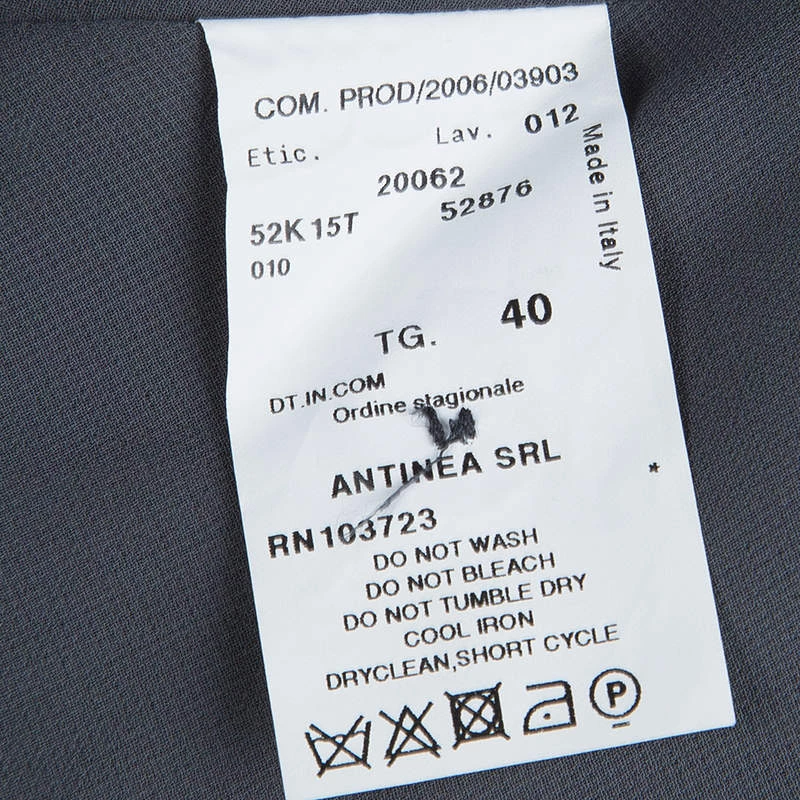 COM. PROD/2006/03903
Etic. Lav. 012
20062
52K15T 52876
010
Made in Italy
TG. 40
DT.IN.COM
Ordine stagionale
ANTINEA SRL
*
RN103723
DO NOT WASH
DO NOT BLEACH
DO NOT TUMBLE DRY
COOL IRON
DRYCLEAN,SHORT CYCLE
P